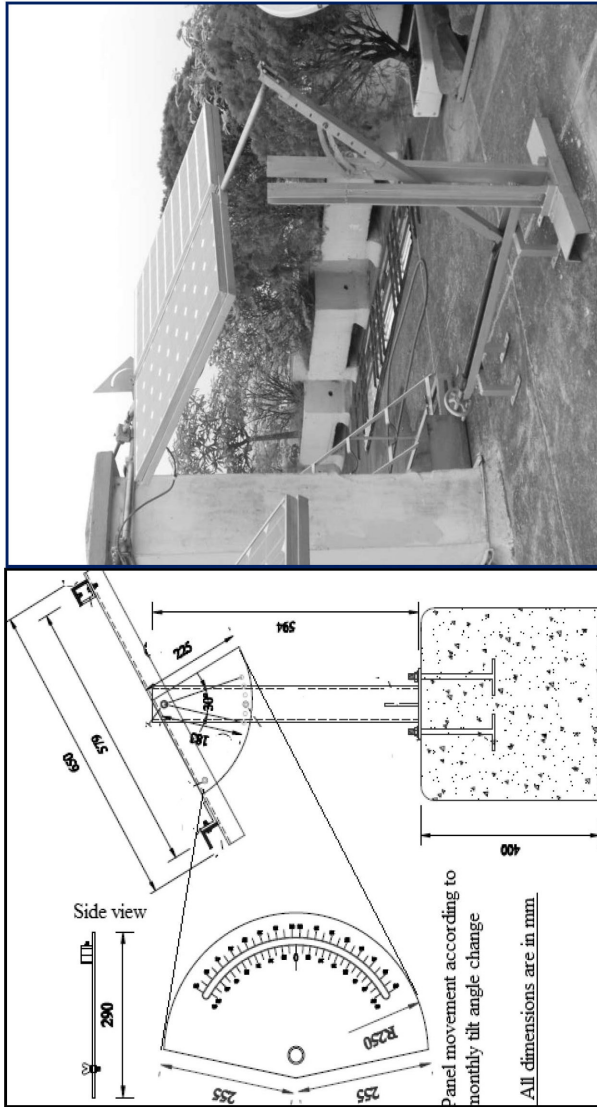 650
579
225
594
183
30°
Side view
290
400
R250
255
255
Panel movement according to
monthly tilt angle change
All dimensions are in mm